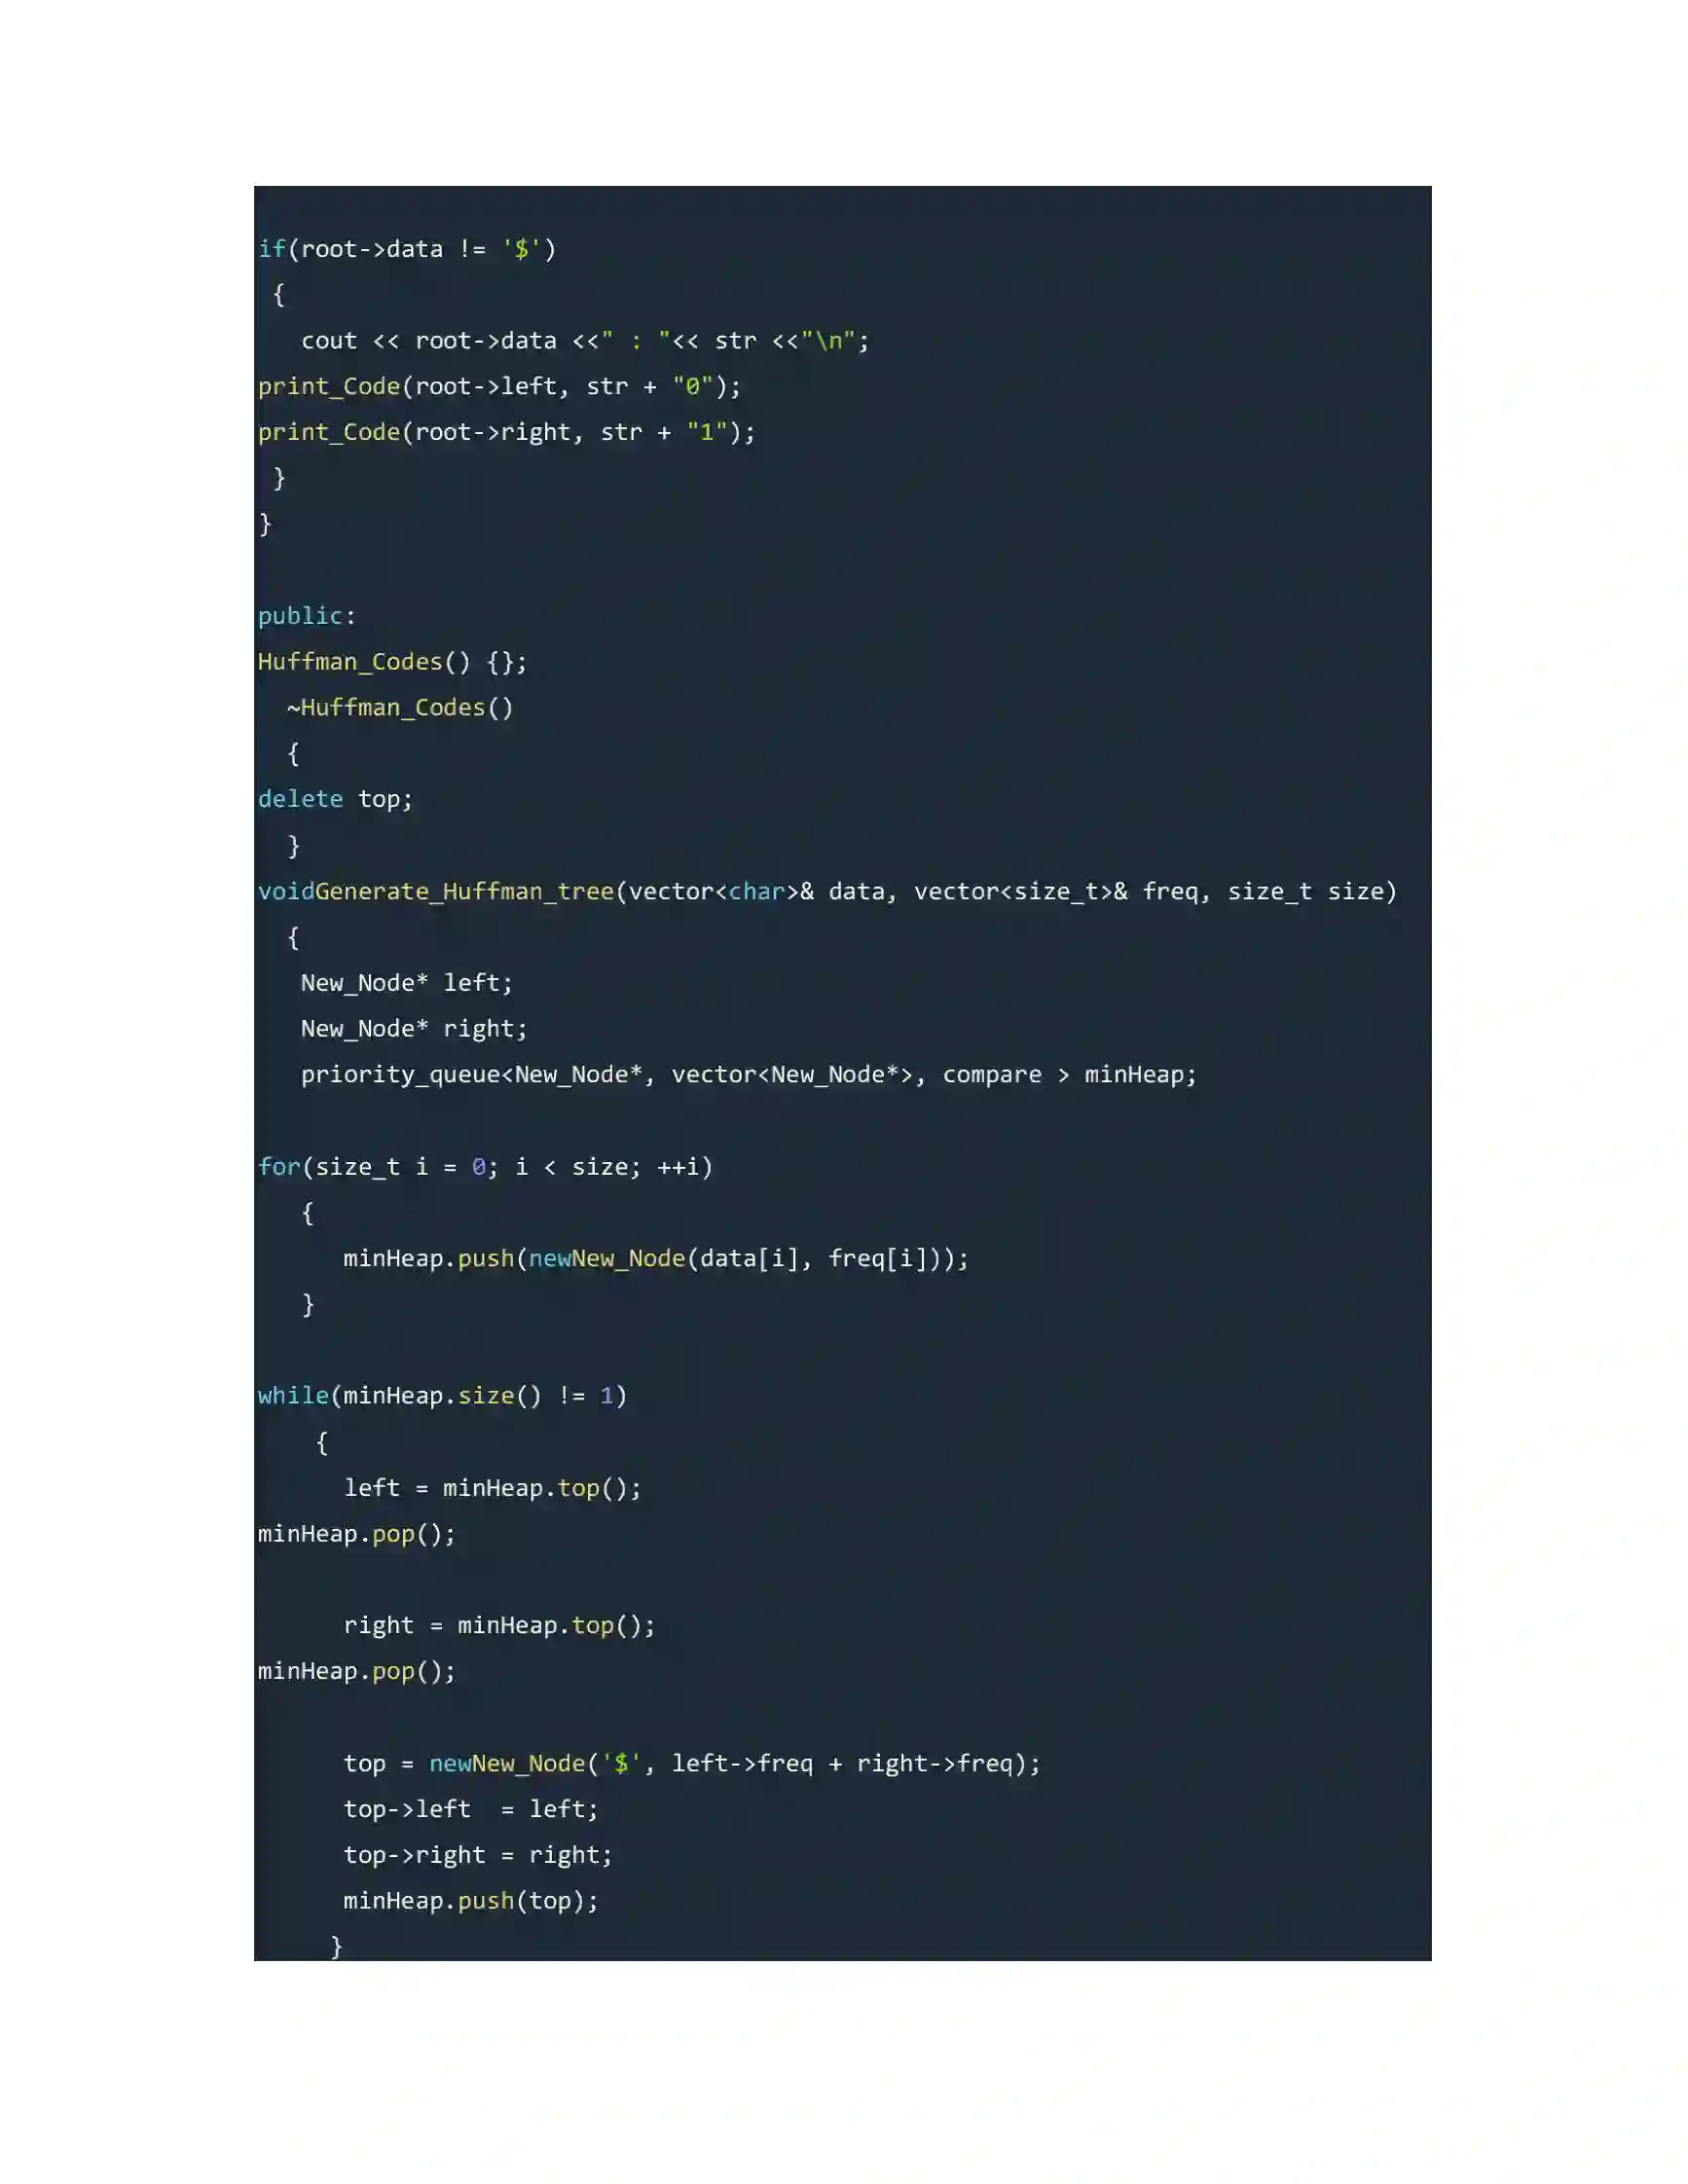 if(root->data != '$')
 {
   cout << root->data <<" : "<< str <<"\n";
print_Code(root->left, str + "0");
print_Code(root->right, str + "1");
 }
}
public:
Huffman_Codes() {};
  ~Huffman_Codes()
  {
delete top;
  }
voidGenerate_Huffman_tree(vector<char>& data, vector<size_t>& freq, size_t size)
  {
   New_Node* left;
   New_Node* right;
   priority_queue<New_Node*, vector<New_Node*>, compare > minHeap;
for(size_t i = 0; i < size; ++i)
   {
      minHeap.push(newNew_Node(data[i], freq[i]));
   }
while(minHeap.size() != 1)
    {
      left = minHeap.top();
minHeap.pop();
      right = minHeap.top();
minHeap.pop();
      top = newNew_Node('$', left->freq + right->freq);
      top->left  = left;
      top->right = right;
      minHeap.push(top);
     }